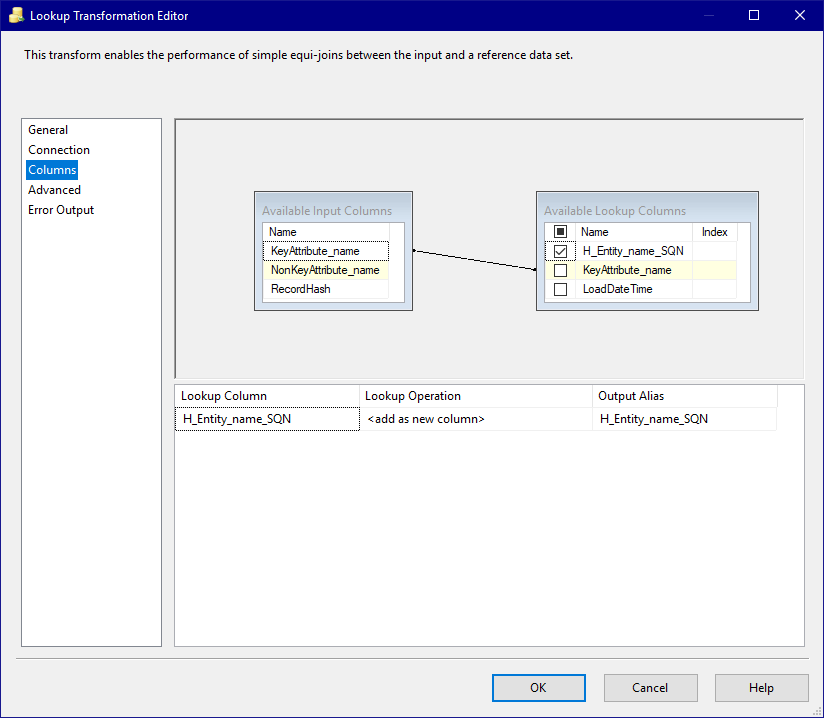 Lookup Transformation Editor
This transform enables the performance of simple equi-joins between the input and a reference data set.
General
Connection
Columns
Advanced
Error Output
Available Input Columns
Name
KeyAttribute_name
NonKeyAttribute_name
RecordHash
Available Lookup Columns
Name Index
H_Entity_name_SQN
KeyAttribute_name
LoadDateTime
Lookup Column Lookup Operation Output Alias
H_Entity_name_SQN <add as new column> H_Entity_name_SQN
OK Cancel Help